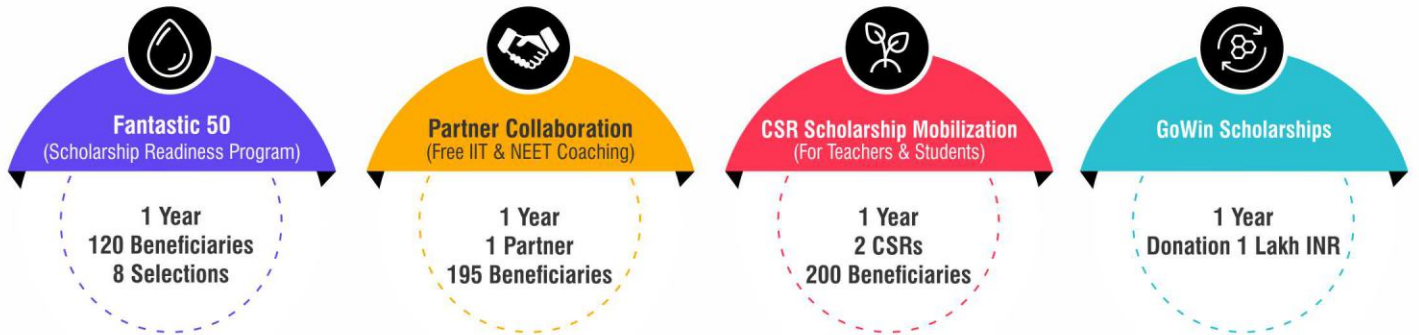 Fantastic 50
(Scholarship Readiness Program)
1 Year
120 Beneficiaries
8 Selections
Partner Collaboration
(Free IIT & NEET Coaching)
1 Year
1 Partner
195 Beneficiaries
CSR Scholarship Mobilization
(For Teachers & Students)
1 Year
2 CSRs
200 Beneficiaries
GoWin Scholarships
1 Year
Donation 1 Lakh INR